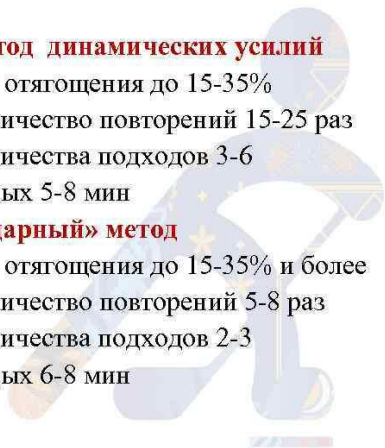 тод динамических усилий
отягощения до 15-35%
ичество повторений 15-25 раз
ичества подходов 3-6
ых 5-8 мин
дарный» метод
отягощения до 15-35% и более
ичество повторений 5-8 раз
ичества подходов 2-3
ых 6-8 мин